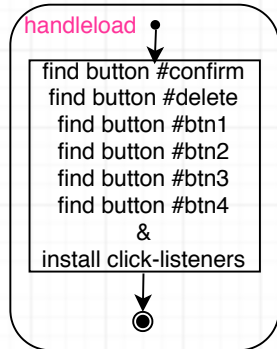 handleload
find button #confirm
find button #delete
find button #btn1
find button #btn2
find button #btn3
find button #btn4
&
install click-listeners